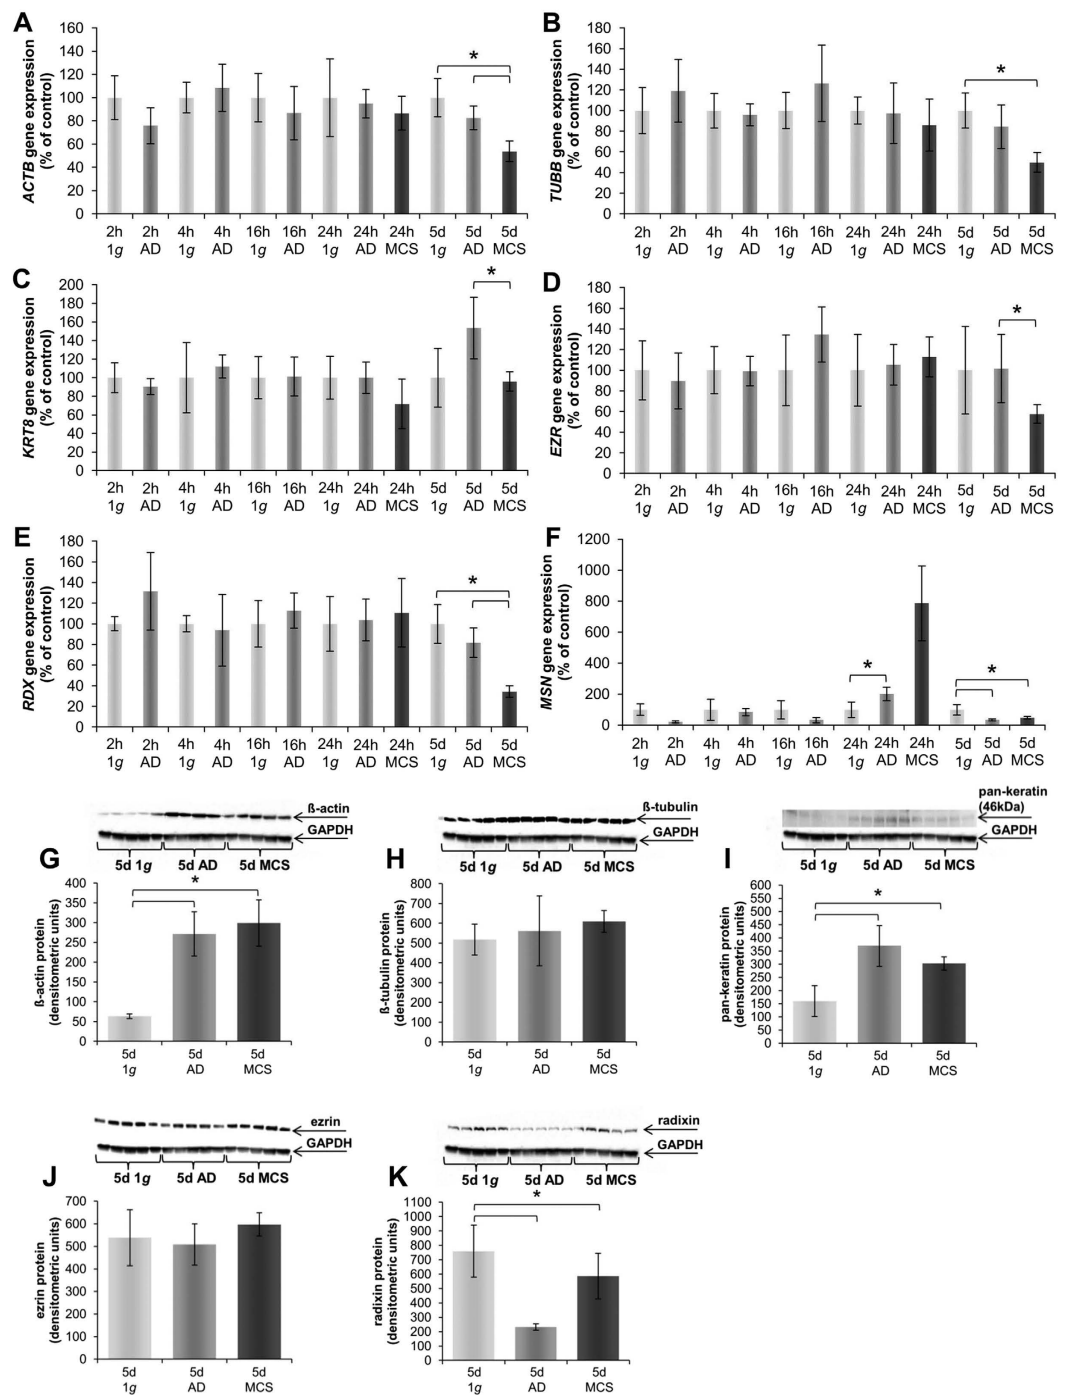 A
ACTB gene expression
(% of control)
160
140
120
100
80
60
40
20
0
*
2h 2h 4h 4h 16h 16h 24h 24h 24h 5d 5d 5d
1g AD 1g AD 1g AD 1g AD MCS 1g AD MCS
B
TUBB gene expression
(% of control)
180
160
140
120
100
80
60
40
20
0
*
2h 2h 4h 4h 16h 16h 24h 24h 24h 5d 5d 5d
1g AD 1g AD 1g AD 1g AD MCS 1g AD MCS
C
KRT8 gene expression
(% of control)
200
180
160
140
120
100
80
60
40
20
0
*
2h 2h 4h 4h 16h 16h 24h 24h 24h 5d 5d 5d
1g AD 1g AD 1g AD 1g AD MCS 1g AD MCS
D
EZR gene expression
(% of control)
180
160
140
120
100
80
60
40
20
0
*
2h 2h 4h 4h 16h 16h 24h 24h 24h 5d 5d 5d
1g AD 1g AD 1g AD 1g AD MCS 1g AD MCS
E
RDX gene expression
(% of control)
180
160
140
120
100
80
60
40
20
0
*
2h 2h 4h 4h 16h 16h 24h 24h 24h 5d 5d 5d
1g AD 1g AD 1g AD 1g AD MCS 1g AD MCS
F
MSN gene expression
(% of control)
1200
1000
800
600
400
200
0
*
*
2h 2h 4h 4h 16h 16h 24h 24h 24h 5d 5d 5d
1g AD 1g AD 1g AD 1g AD MCS 1g AD MCS
ß-actin
GAPDH
5d 1g 5d AD 5d MCS
G
ß-actin protein
(densitometric units)
400
350
300
250
200
150
100
50
0
*
5d 5d 5d
1g AD MCS
ß-tubulin
GAPDH
5d 1g 5d AD 5d MCS
H
ß-tubulin protein
(densitometric units)
800
700
600
500
400
300
200
100
0
5d 5d 5d
1g AD MCS
pan-keratin
(46kDa)
GAPDH
5d 1g 5d AD 5d MCS
I
pan-keratin protein
(densitometric units)
600
550
500
450
400
350
300
250
200
150
100
50
0
*
5d 5d 5d
1g AD MCS
ezrin
GAPDH
5d 1g 5d AD 5d MCS
J
ezrin protein
(densitometric units)
700
600
500
400
300
200
100
0
5d 5d 5d
1g AD MCS
radixin
GAPDH
5d 1g 5d AD 5d MCS
K
radixin protein
(densitometric units)
1100
1000
900
800
700
600
500
400
300
200
100
0
*
5d 5d 5d
1g AD MCS